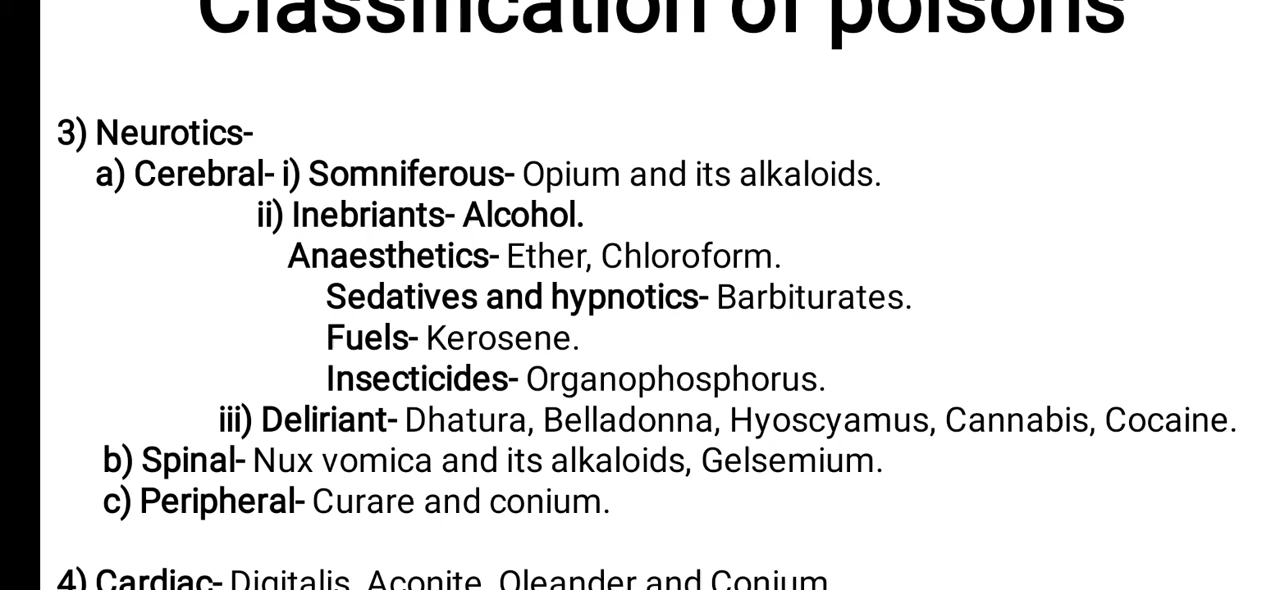 Classification of poisons
3) Neurotics-
a) Cerebral- i) Somniferous- Opium and its alkaloids.
ii) Inebriants- Alcohol.
Anaesthetics- Ether, Chloroform.
Sedatives and hypnotics- Barbiturates.
Fuels- Kerosene.
Insecticides- Organophosphorus.
iii) Deliriant- Dhatura, Belladonna, Hyoscyamus, Cannabis, Cocaine.
b) Spinal- Nux vomica and its alkaloids, Gelsemium.
c) Peripheral- Curare and conium.
4) Cardiac- Digitalis, Aconite, Oleander and Conium